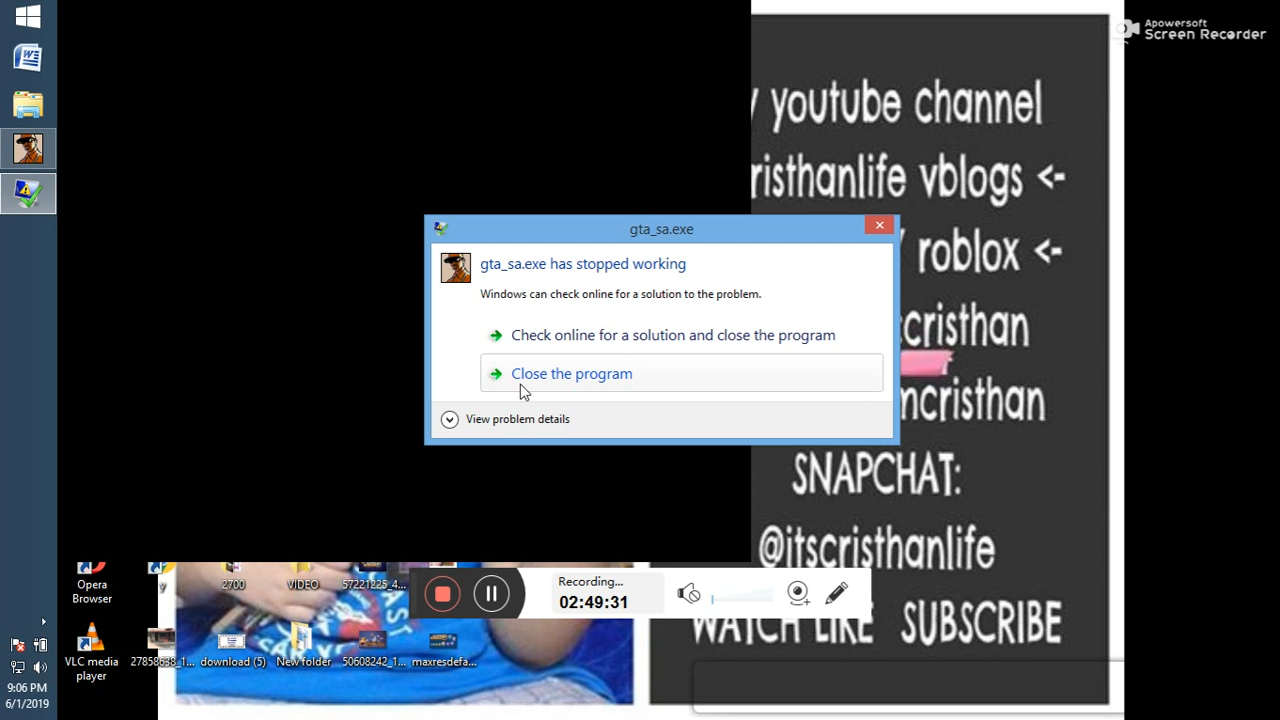 Apowersoft
Screen Recorder
youtube channel
risthanlife vblogs <-
roblox <-
cristhan
mcristhan
SNAPCHAT:
@itscristhanlife
WATCH LIKE SUBSCRIBE
gta_sa.exe
gta_sa.exe has stopped working
Windows can check online for a solution to the problem.
Check online for a solution and close the program
Close the program
View problem details
Recording...
02:49:31
Opera
Browser
y
2700
VIDEO
57221225_4...
VLC media
player
27858638_1...
download (5)
New folder
50608242_1...
maxresdefa...
9:06 PM
6/1/2019